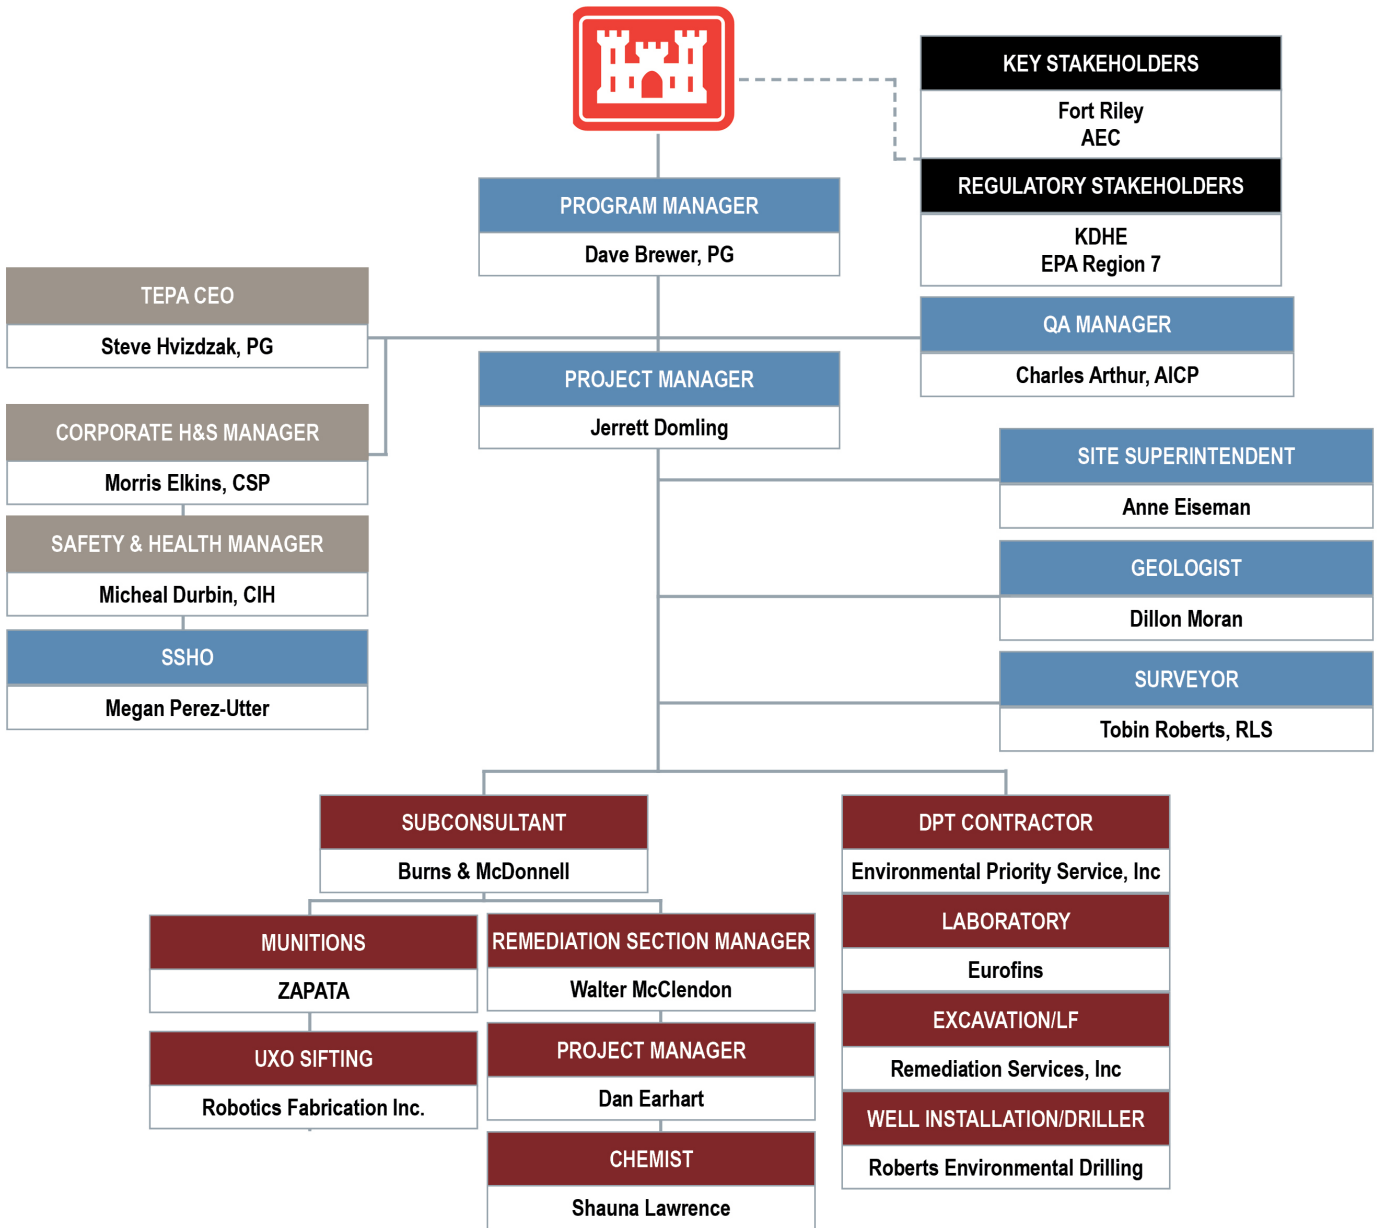 KEY STAKEHOLDERS
Fort Riley
AEC
REGULATORY STAKEHOLDERS
KDHE
EPA Region 7
PROGRAM MANAGER
Dave Brewer, PG
TEPA CEO
Steve Hvizdzak, PG
QA MANAGER
Charles Arthur, AICP
PROJECT MANAGER
Jerrett Domling
CORPORATE H&S MANAGER
Morris Elkins, CSP
SAFETY & HEALTH MANAGER
Micheal Durbin, CIH
SSHO
Megan Perez-Utter
SITE SUPERINTENDENT
Anne Eiseman
GEOLOGIST
Dillon Moran
SURVEYOR
Tobin Roberts, RLS
SUBCONSULTANT
Burns & McDonnell
MUNITIONS
ZAPATA
UXO SIFTING
Robotics Fabrication Inc.
REMEDIATION SECTION MANAGER
Walter McClendon
PROJECT MANAGER
Dan Earhart
CHEMIST
Shauna Lawrence
DPT CONTRACTOR
Environmental Priority Service, Inc
LABORATORY
Eurofins
EXCAVATION/LF
Remediation Services, Inc
WELL INSTALLATION/DRILLER
Roberts Environmental Drilling